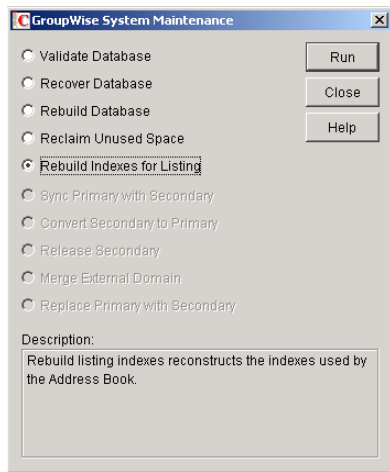 GroupWise System Maintenance
Validate Database
Recover Database
Rebuild Database
Reclaim Unused Space
Rebuild Indexes for Listing
Sync Primary with Secondary
Convert Secondary to Primary
Release Secondary
Merge External Domain
Replace Primary with Secondary
Run
Close
Help
Description:
Rebuild listing indexes reconstructs the indexes used by
the Address Book.